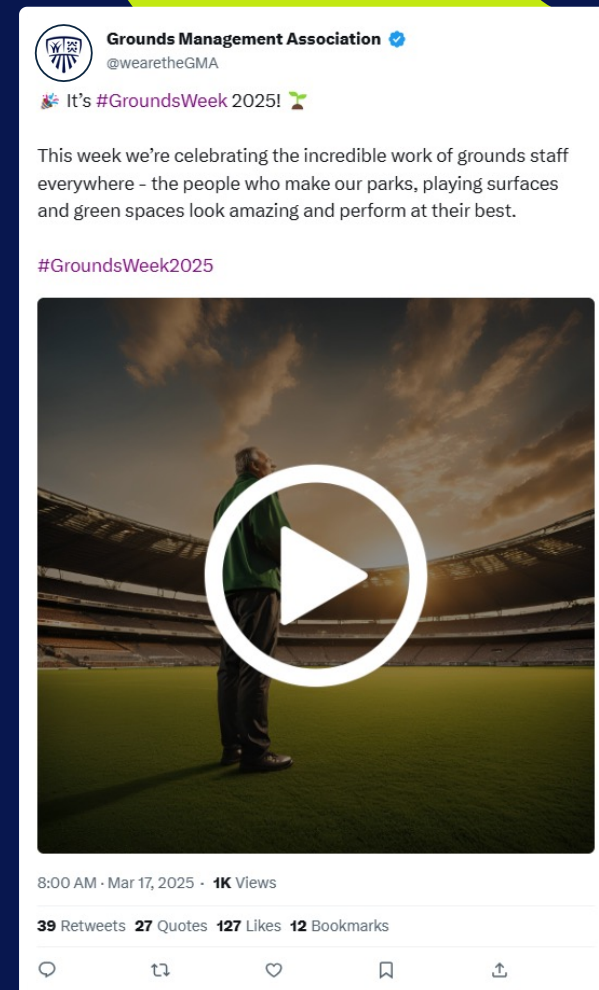 Grounds Management Association
@wearetheGMA
🎉 It's #GroundsWeek 2025! 🌱
This week we're celebrating the incredible work of grounds staff
everywhere - the people who make our parks, playing surfaces
and green spaces look amazing and perform at their best.
#GroundsWeek2025
8:00 AM · Mar 17, 2025 · 1K Views
39 Retweets 27 Quotes 127 Likes 12 Bookmarks